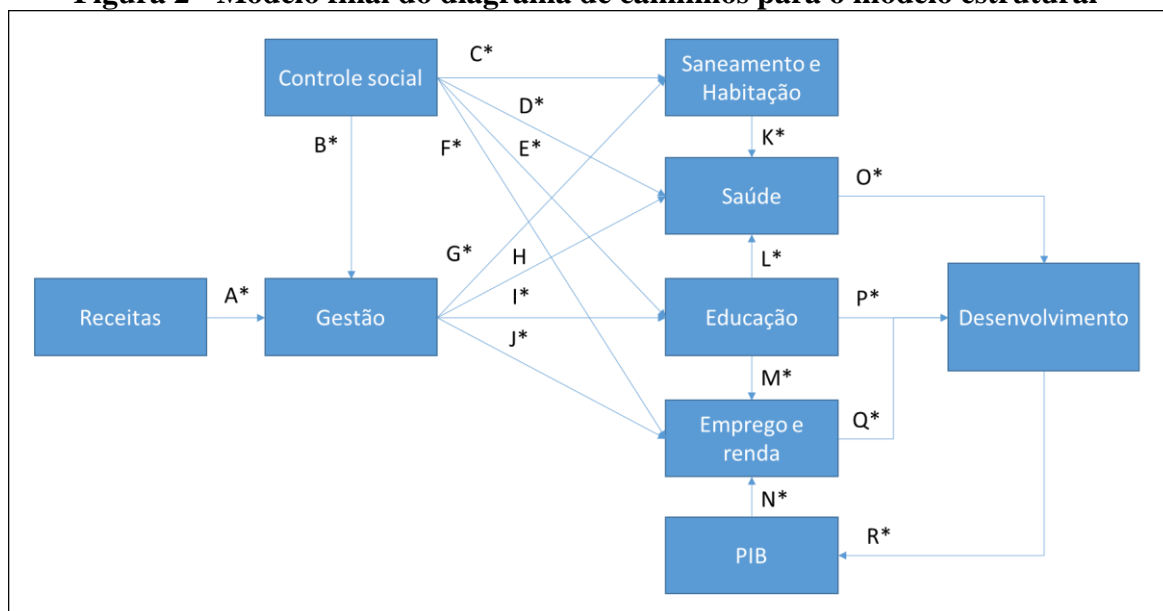 Figura 2 - Modelo final do diagrama de caminhos para o modelo estrutural
C*
Controle social
Saneamento e
Habitação
D*
B*
F*
E*
K*
Saúde
O*
G*
H
L*
A*
I*
P*
Receitas
Gestão
Educação
Desenvolvimento
J*
M*
Emprego e
renda
Q*
N*
PIB
R*